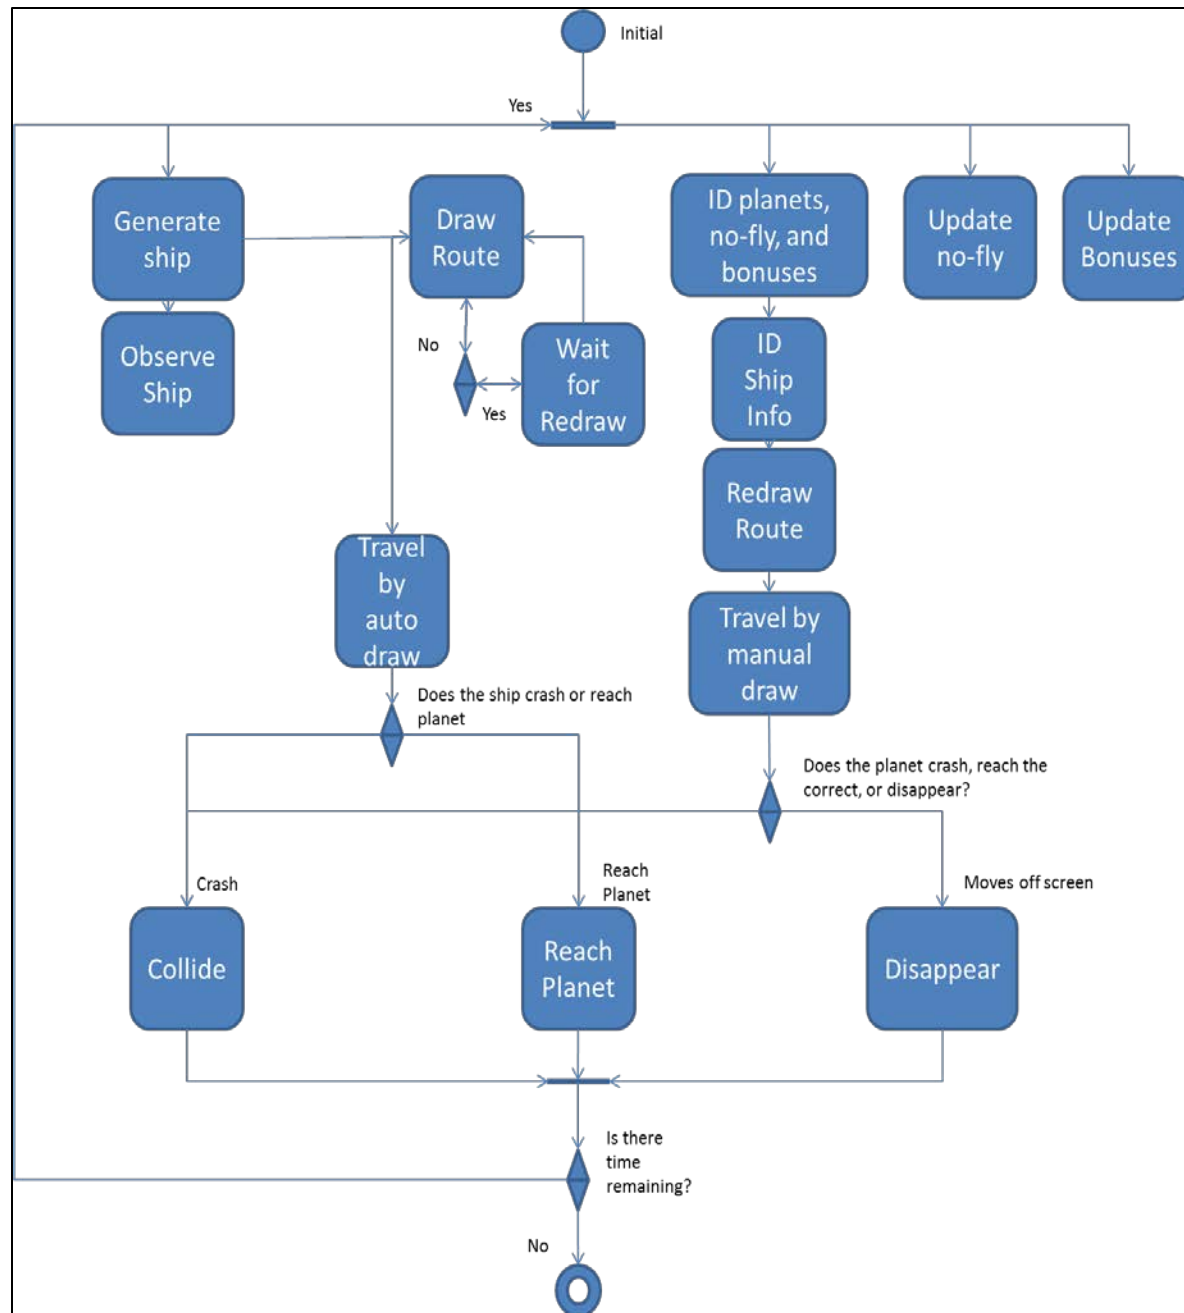 Initial
Yes
Generate
ship
Draw
Route
ID planets,
no-fly, and
bonuses
Update
no-fly
Update
Bonuses
Observe
Ship
No
Yes
Wait
for
Redraw
ID
Ship
Info
Redraw
Route
Travel
by
auto
draw
Travel by
manual
draw
Does the ship crash or reach
planet
Does the planet crash, reach the
correct, or disappear?
Crash
Reach
Planet
Moves off screen
Collide
Reach
Planet
Disappear
Is there
time
remaining?
No